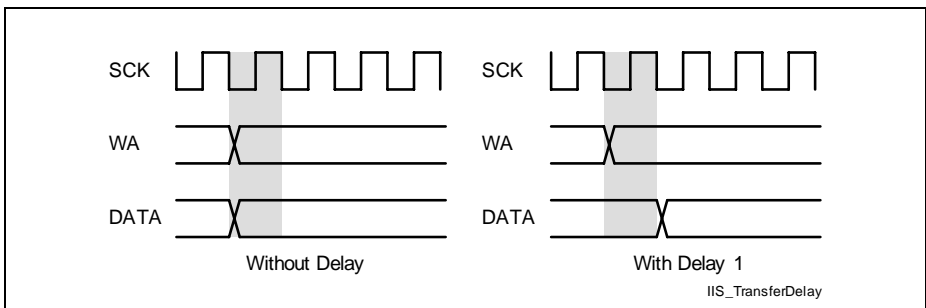 SCK
WA
DATA
Without Delay
SCK
WA
DATA
With Delay 1
IIS_TransferDelay